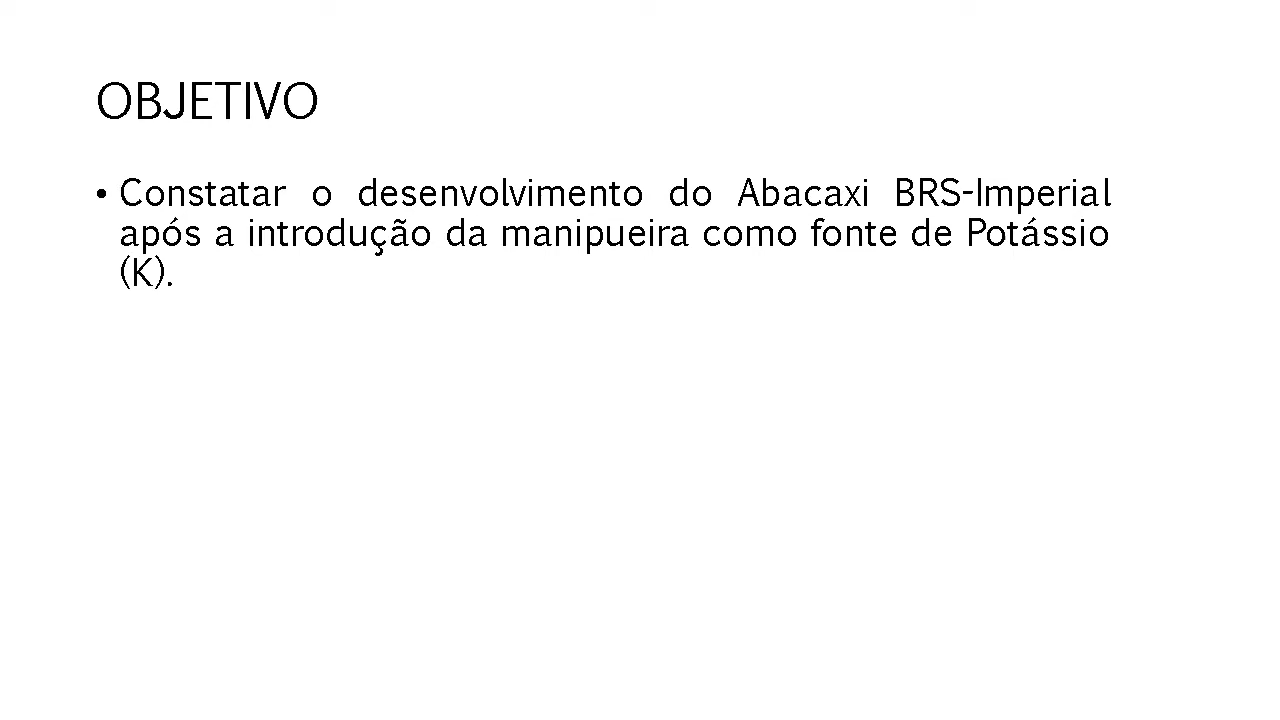 OBJETIVO
• Constatar o desenvolvimento do Abacaxi BRS-Imperial
após a introdução da manipueira como fonte de Potássio
(K).